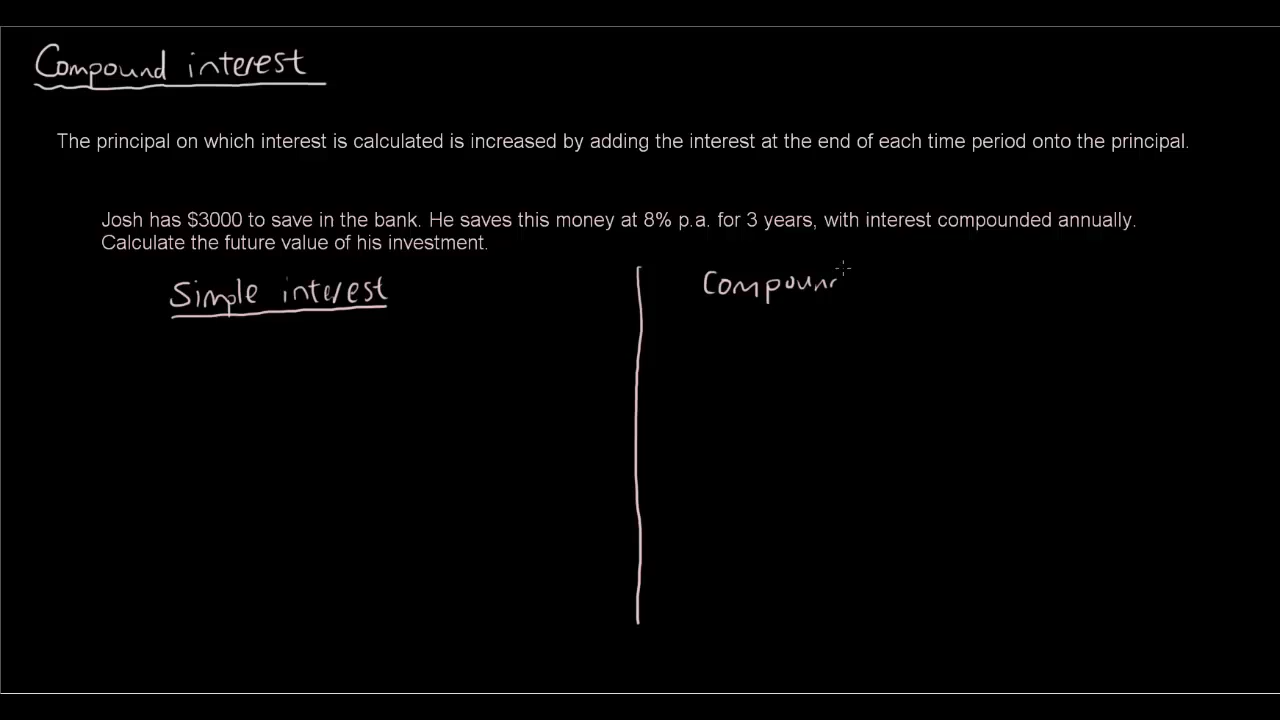 Compound interest
The principal on which interest is calculated is increased by adding the interest at the end of each time period onto the principal.
Josh has $3000 to save in the bank. He saves this money at 8% p.a. for 3 years, with interest compounded annually.
Calculate the future value of his investment.
Simple interest
Compoun